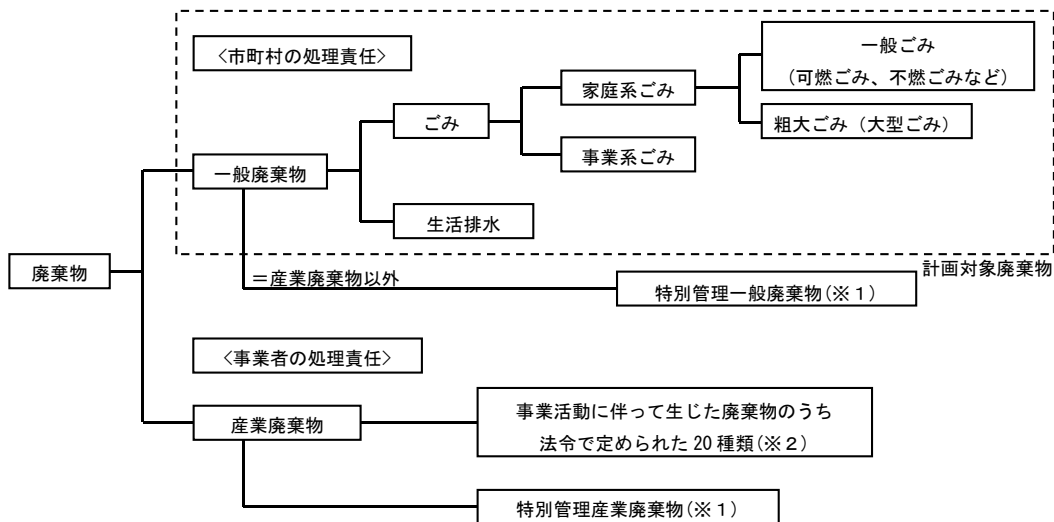 〈市町村の処理責任〉
一般ごみ
(可燃ごみ、不燃ごみなど)
家庭系ごみ
ごみ
粗大ごみ（大型ごみ）
事業系ごみ
一般廃棄物
生活排水
廃棄物
計画対象廃棄物
＝産業廃棄物以外
特別管理一般廃棄物(※１)
〈事業者の処理責任〉
事業活動に伴って生じた廃棄物のうち
法令で定められた 20 種類(※２)
産業廃棄物
特別管理産業廃棄物(※１)